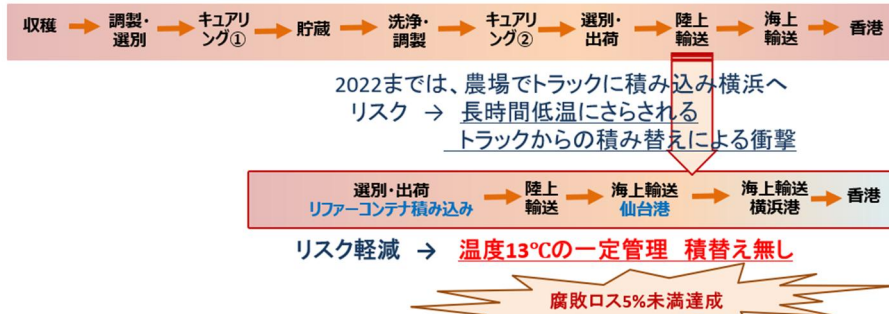 収穫
調製・
選別
キュアリ
ング①
貯蔵
洗浄・
調製
キュアリ
ング②
選別・
出荷
陸上
輸送
海上
輸送
香港
2022までは、農場でトラックに積み込み横浜へ
リスク → 長時間低温にさらされる
トラックからの積み替えによる衝撃
選別・出荷
リファーコンテナ積み込み
陸上
輸送
海上輸送
仙台港
海上輸送
横浜港
香港
リスク軽減 → 温度13℃の一定管理 積替え無し
腐敗ロス5%未満達成